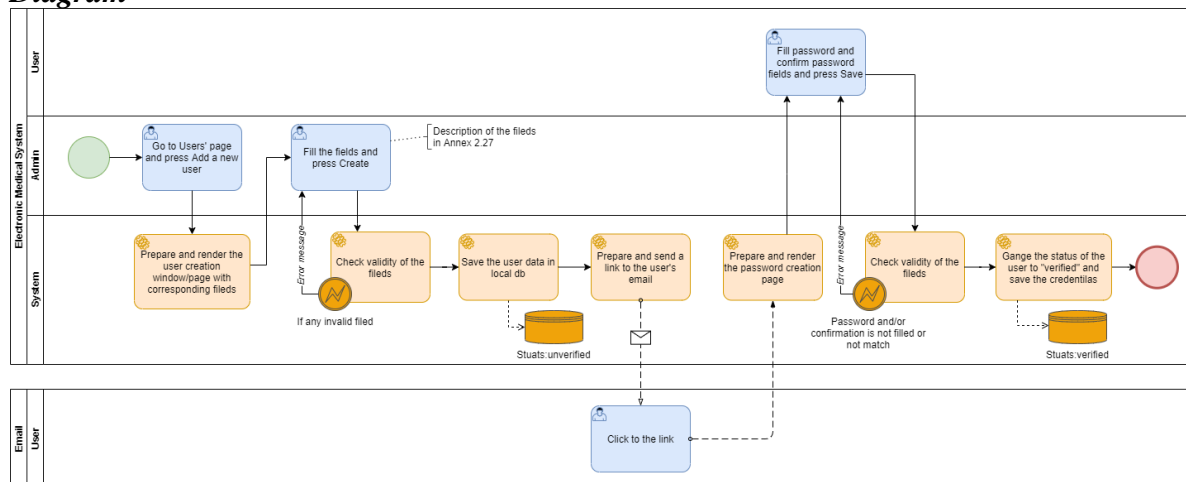 Diagram
Electronic Medical System
User
Admin
System
Fill password and
confirm password
fields and press Save
Go to Users' page
and press Add a new
user
Fill the fields and
press Create
Description of the fileds
in Annex 2.27
Error message
Error message
Prepare and render the
user creation
window/page with
corresponding fileds
Check validity of the
fileds
If any invalid filed
Save the user data in
local db
Stuats:unverified
Prepare and send a
link to the user's
email
Prepare and render
the password creation
page
Check validity of the
fileds
Password and/or
confirmation is not filled or
not match
Gange the status of the
user to "verified" and
save the credentilas
Stuats:verified
Email
User
Click to the link